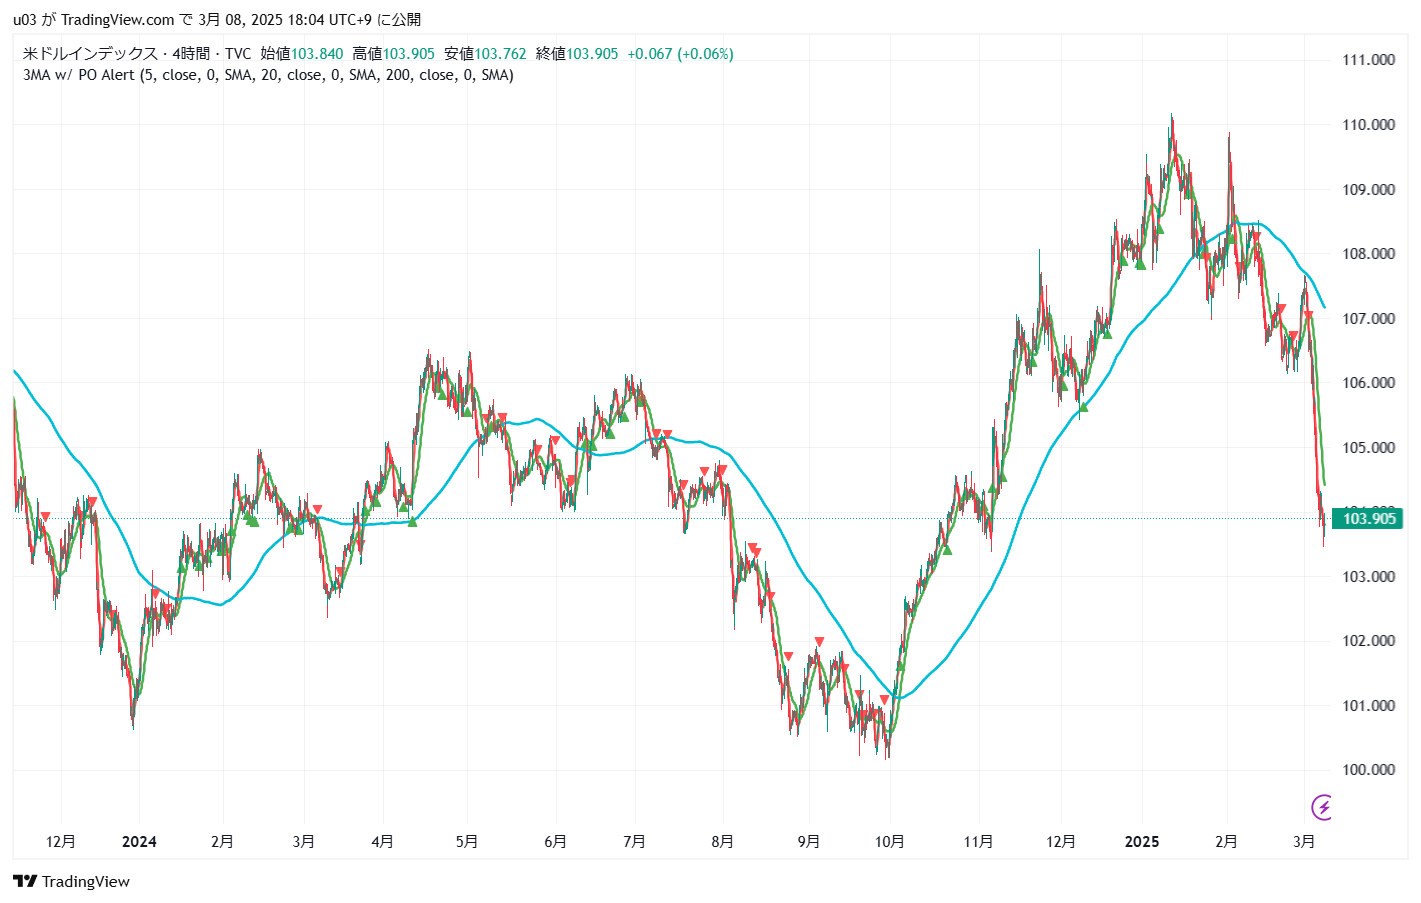 u03 が TradingView.com で 3月 08, 2025 18:04 UTC+9 に公開
米ドルインデックス · 4時間 · TVC 始値103.840 高値103.905 安値103.762 終値103.905 +0.067 (+0.06%)
3MA w/ PO Alert (5, close, 0, SMA, 20, close, 0, SMA, 200, close, 0, SMA)
111.000
110.000
109.000
108.000
107.000
106.000
105.000
103.905
103.000
102.000
101.000
100.000
12月 2024 2月 3月 4月 5月 6月 7月 8月 9月 10月 11月 12月 2025 2月 3月
TradingView